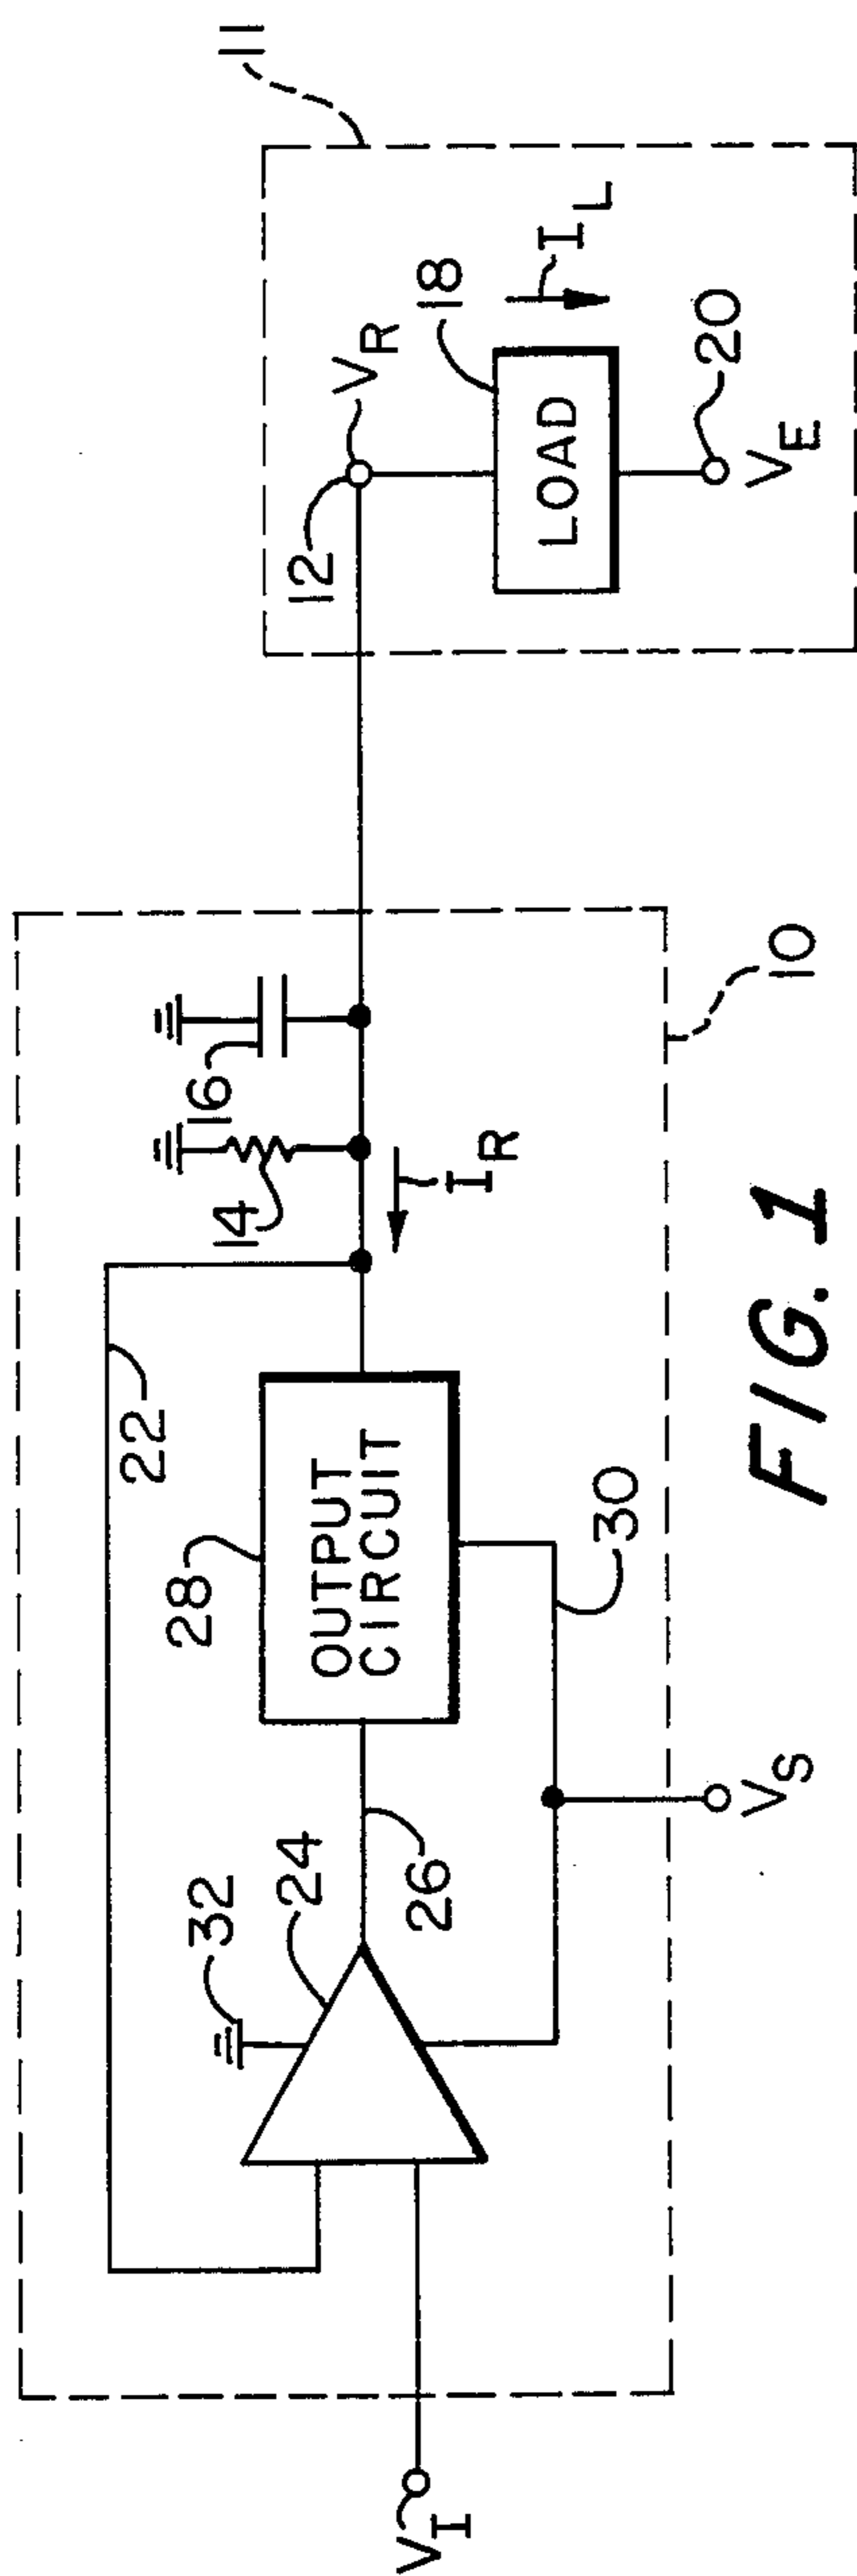 11
V_R
12
18
I_L
LOAD
20
V_E
16
14
I_R
10
22
28
OUTPUT
CIRCUIT
30
32
24
26
V_S
V_I
FIG. 1